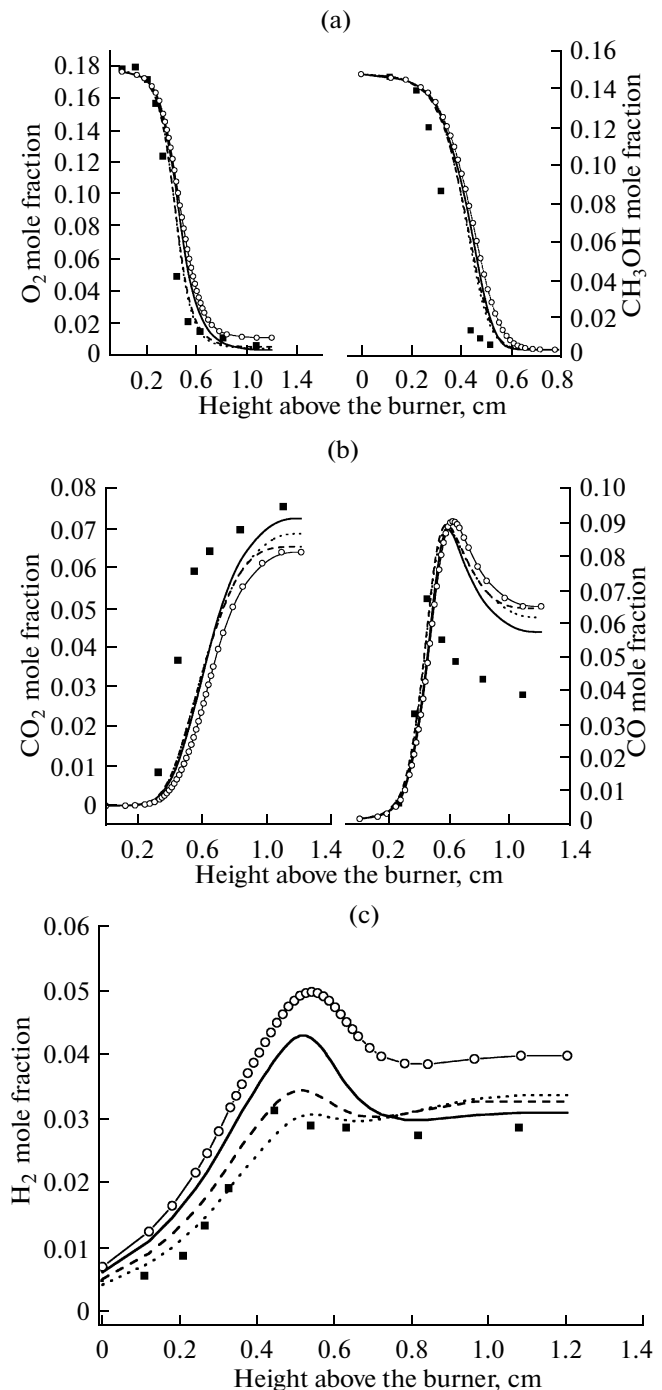 (a)
0.18
0.16
0.14
0.12
0.10
0.08
0.06
0.04
0.02
0
O2 mole fraction
0.2 0.6 1.0 1.4
0.16
0.14
0.12
0.10
0.08
0.06
0.04
0.02
0
CH3OH mole fraction
0 0.2 0.4 0.6 0.8
Height above the burner, cm
(b)
0.08
0.07
0.06
0.05
0.04
0.03
0.02
0.01
0
CO2 mole fraction
0.2 0.6 1.0 1.4
0.10
0.09
0.08
0.07
0.06
0.05
0.04
0.03
0.02
0.01
0
CO mole fraction
0.2 0.6 1.0 1.4
Height above the burner, cm
(c)
0.06
0.05
0.04
0.03
0.02
0.01
0
H2 mole fraction
0 0.2 0.4 0.6 0.8 1.0 1.2 1.4
Height above the burner, cm